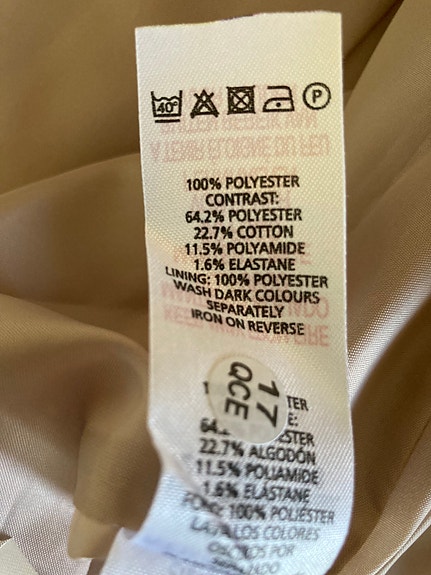 40° P
100% POLYESTER
CONTRAST:
64.2% POLYESTER
22.7% COTTON
11.5% POLYAMIDE
1.6% ELASTANE
LINING: 100% POLYESTER
WASH DARK COLOURS
SEPARATELY
IRON ON REVERSE
17
QCE
22.7% ALGODÓN
11.5% POLIAMIDE
1.6% ELASTANE
100% POLIÉSTER
COLORES
POR